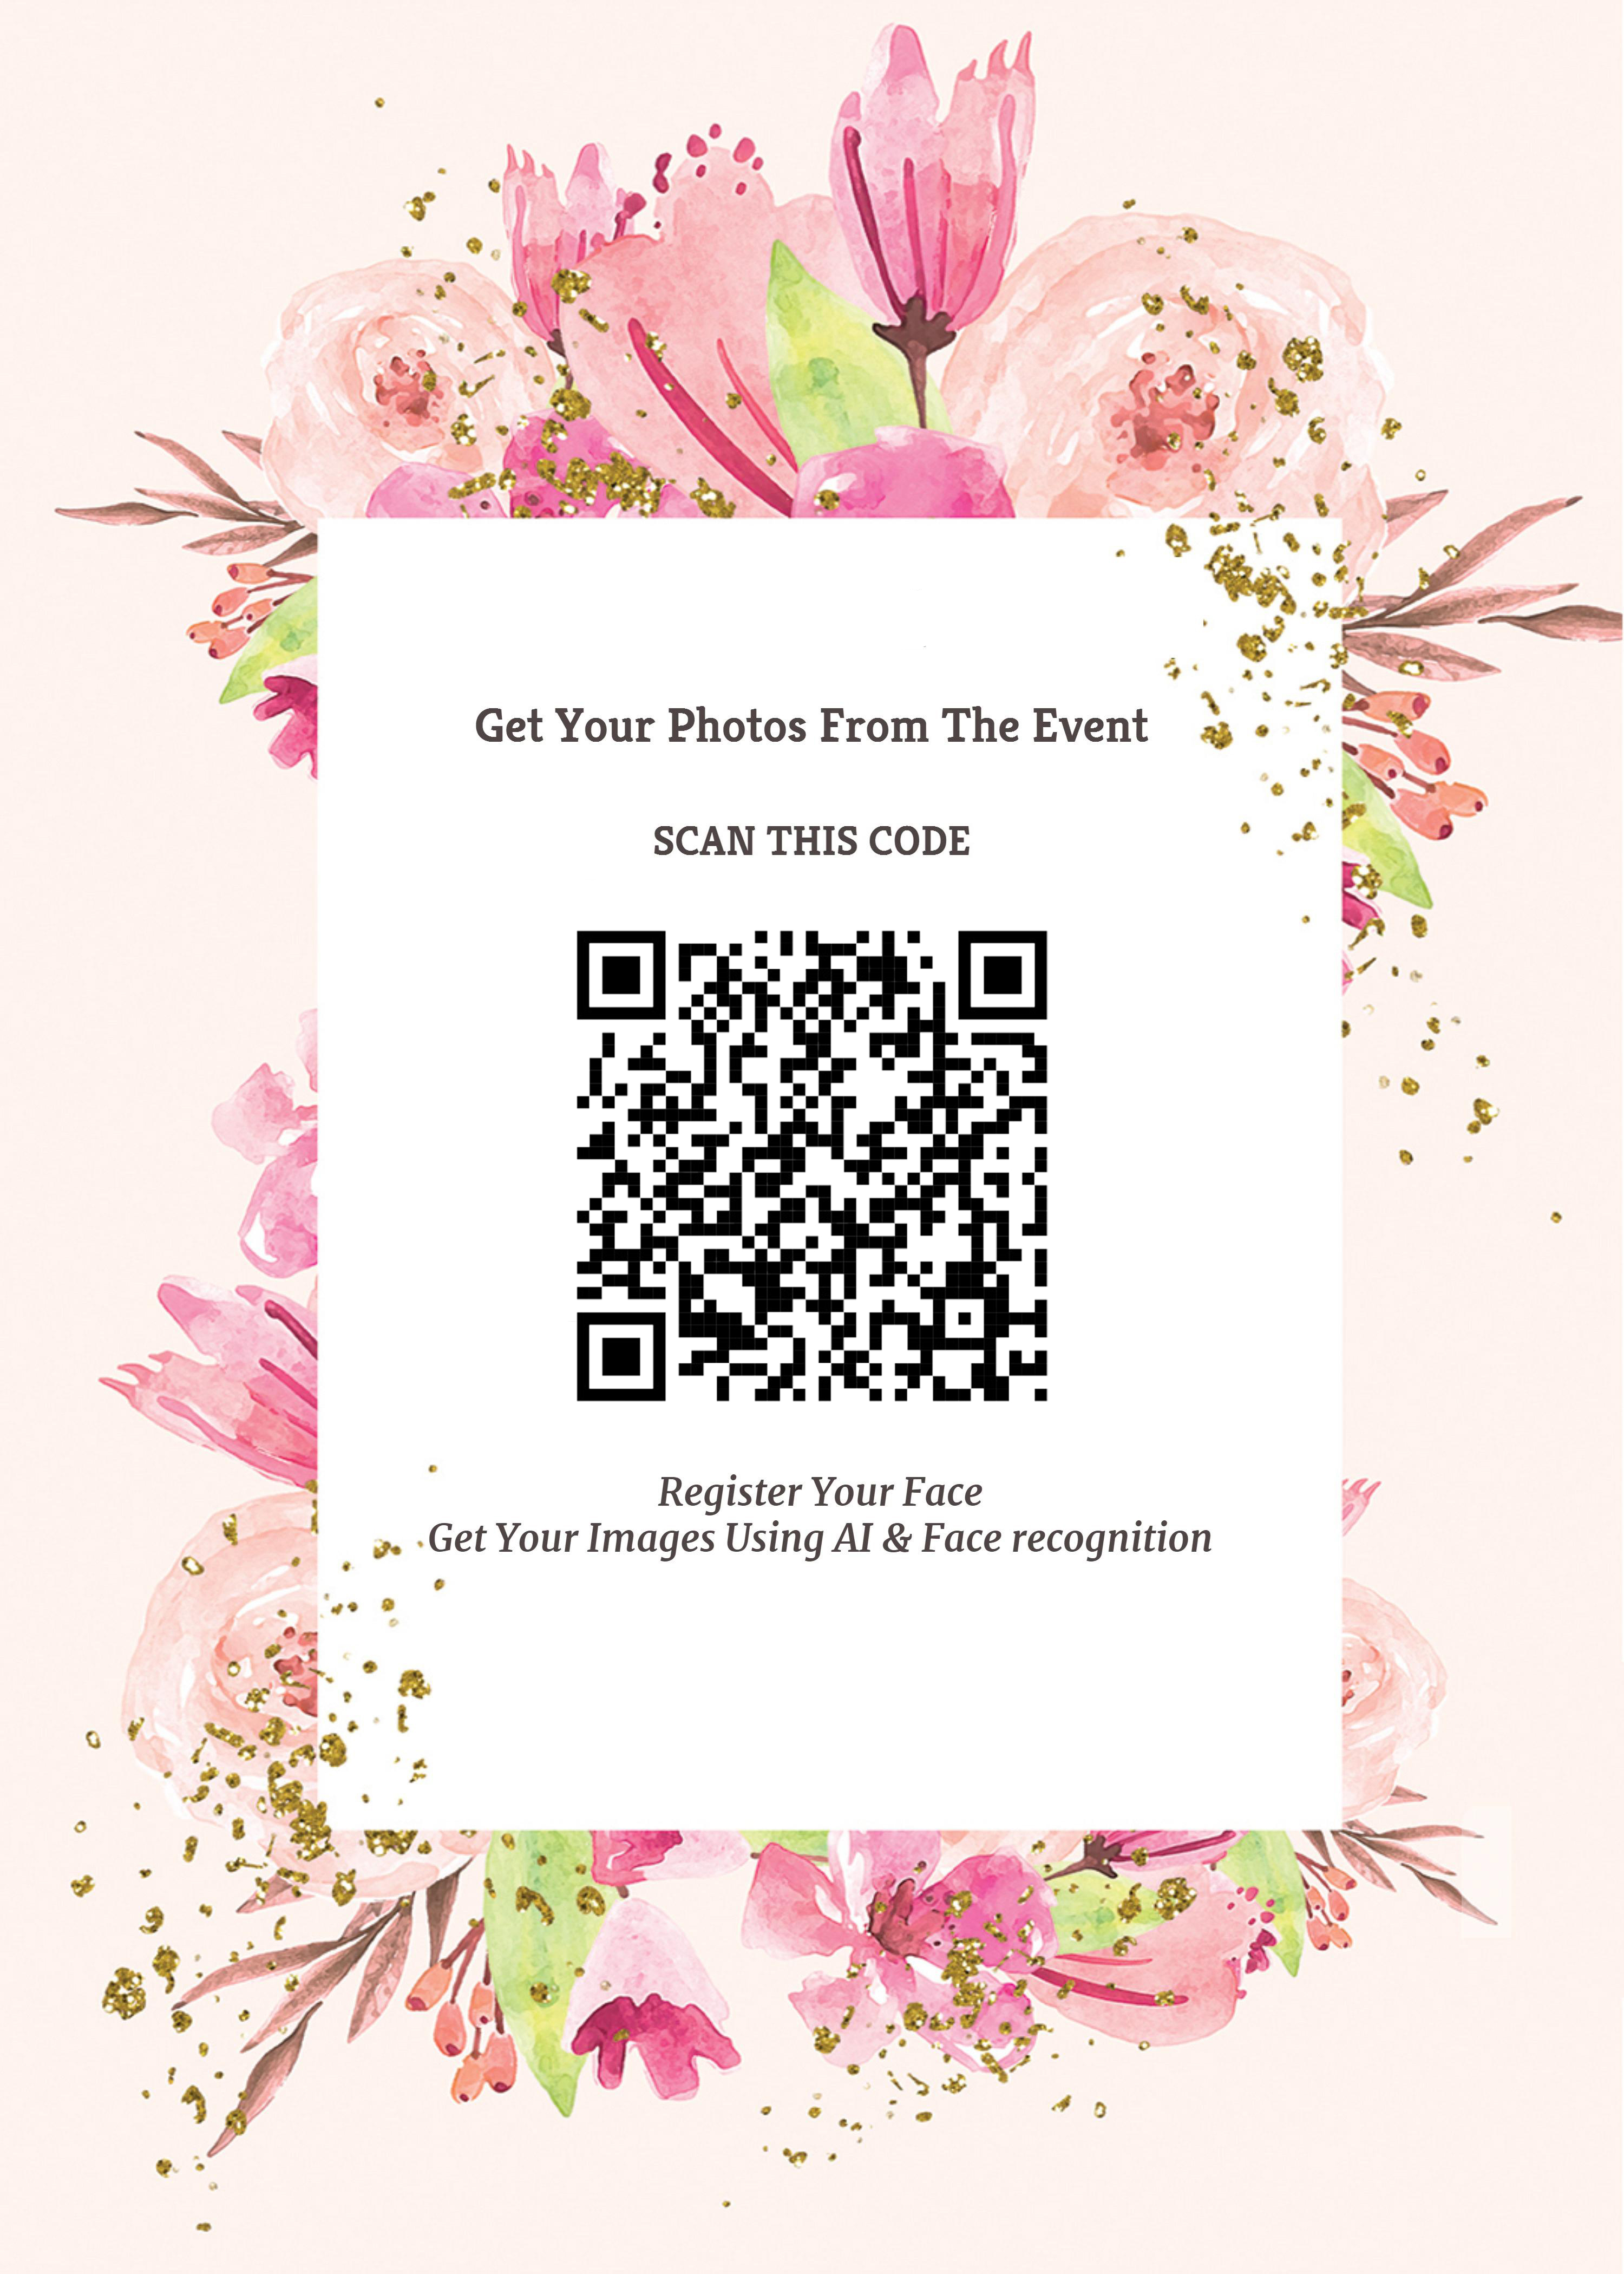 Get Your Photos From The Event
SCAN THIS CODE
Register Your Face
Get Your Images Using AI & Face recognition